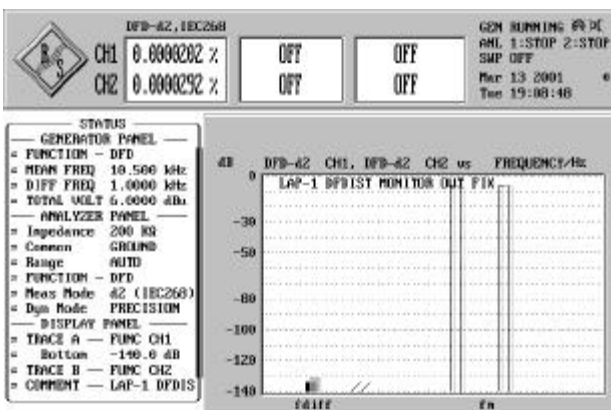 DFD-d2,IEC268
R S
CH1 0.0000202 %
CH2 0.0000292 %
OFF
OFF
OFF
OFF
GEN RUNNING
ANL 1:STOP 2:STOP
SWP OFF
Mar 13 2001
Tue 19:08:48
STATUS
GENERATOR PANEL
FUNCTION – DFD
MEAN FREQ 10.500 kHz
DIFF FREQ 1.0000 kHz
TOTAL VOLT 6.0000 dBu
ANALYZER PANEL
Impedance 200 KΩ
Common GROUND
Range AUTO
FUNCTION – DFD
Meas Mode d2 (IEC268)
Dyn Mode PRECISION
DISPLAY PANEL
TRACE A — FUNC CH1
Bottom -140.0 dB
TRACE B — FUNC CH2
COMMENT — LAP-1 DFDIS
dB DFD-d2 CH1, DFD-d2 CH2 vs FREQUENCY/Hz
LAP-1 DFDIST MONITOR OUT FIX
0
-30
-50
-80
-100
-120
-140
fdiff fm